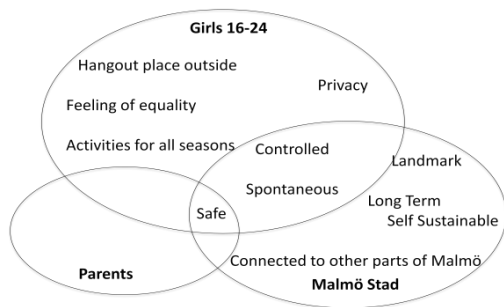 Girls 16-24
Hangout place outside
Privacy
Feeling of equality
Activities for all seasons
Controlled
Landmark
Spontaneous
Long Term
Safe
Self Sustainable
Connected to other parts of Malmö
Parents
Malmö Stad